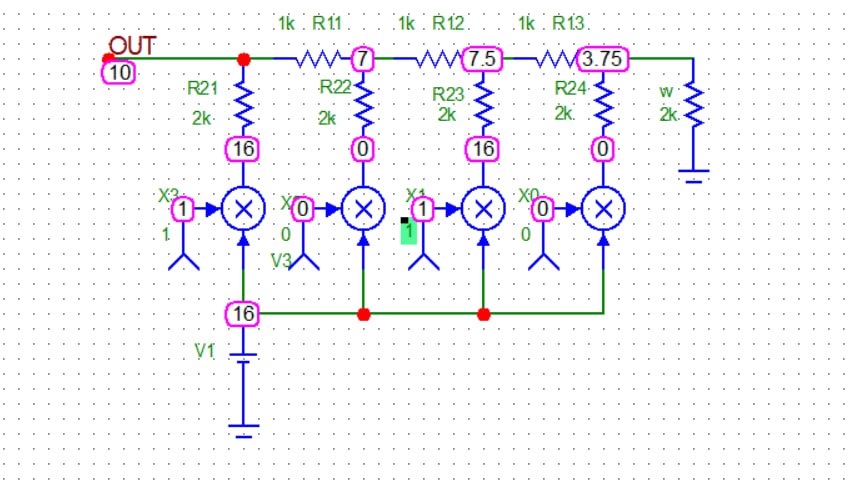 1k R11 1k R12 1k R13
OUT
10 7 7.5 3.75
R21 R22 R23 R24 w
2k 2k 2k 2k 2k
16 0 16 0
X3 X1 X0
1 0 1 0
1 0 1 0
V3
16
V1